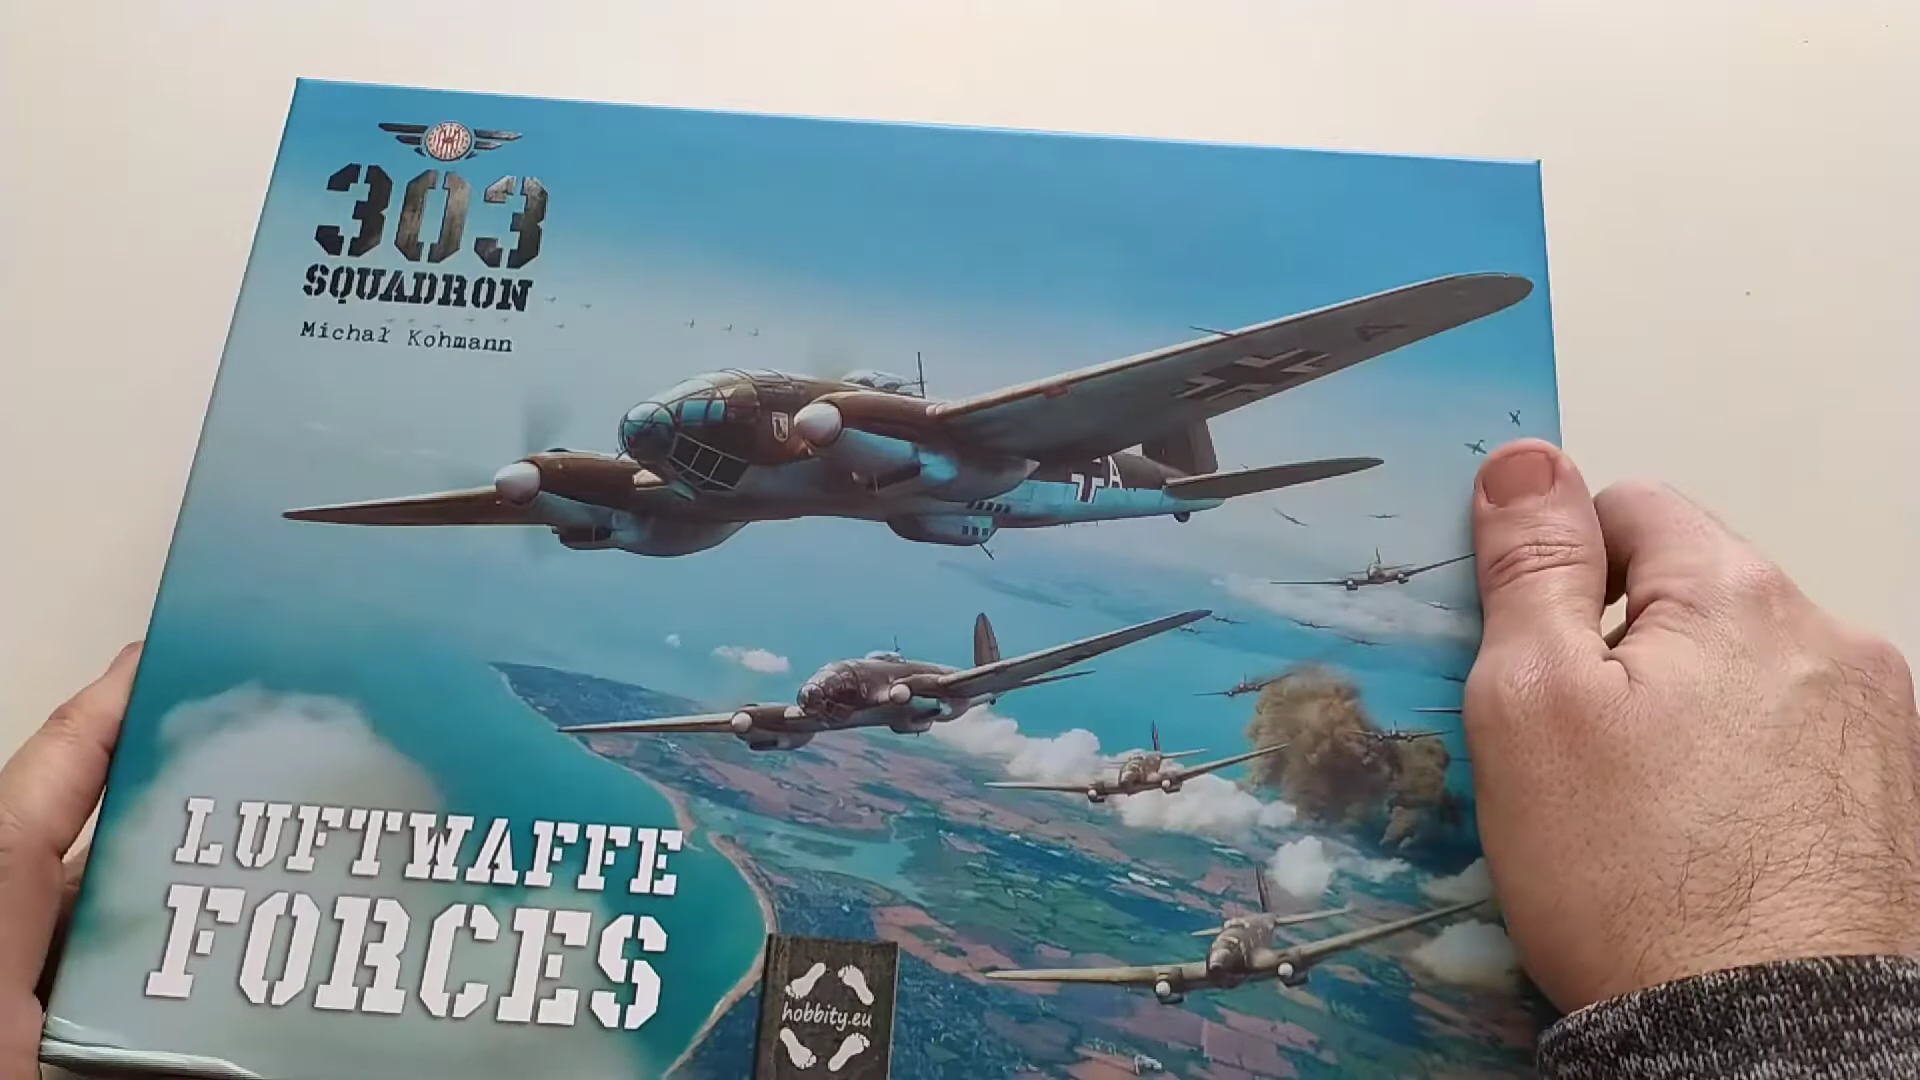 303
SQUADRON
Michał Kohmann
A
A
LUFTWAFFE
FORCES
hobbity.eu